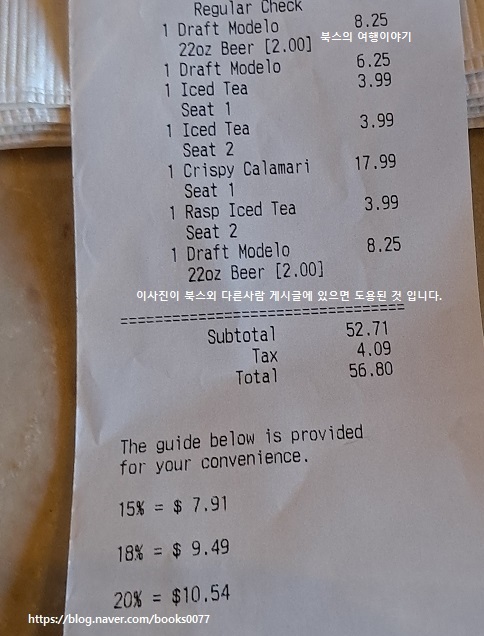 Regular Check
1 Draft Modelo 8.25
22oz Beer [2.00]
북스의 여행이야기
1 Draft Modelo 6.25
1 Iced Tea 3.99
Seat 1
1 Iced Tea 3.99
Seat 2
1 Crispy Calamari 17.99
Seat 1
1 Rasp Iced Tea 3.99
Seat 2
1 Draft Modelo 8.25
22oz Beer [2.00]
이사진이 북스외 다른사람 게시글에 있으면 도용된 것 입니다.
========================================
Subtotal 52.71
Tax 4.09
Total 56.80
The guide below is provided
for your convenience.
15% = $ 7.91
18% = $ 9.49
20% = $10.54
https://blog.naver.com/books0077